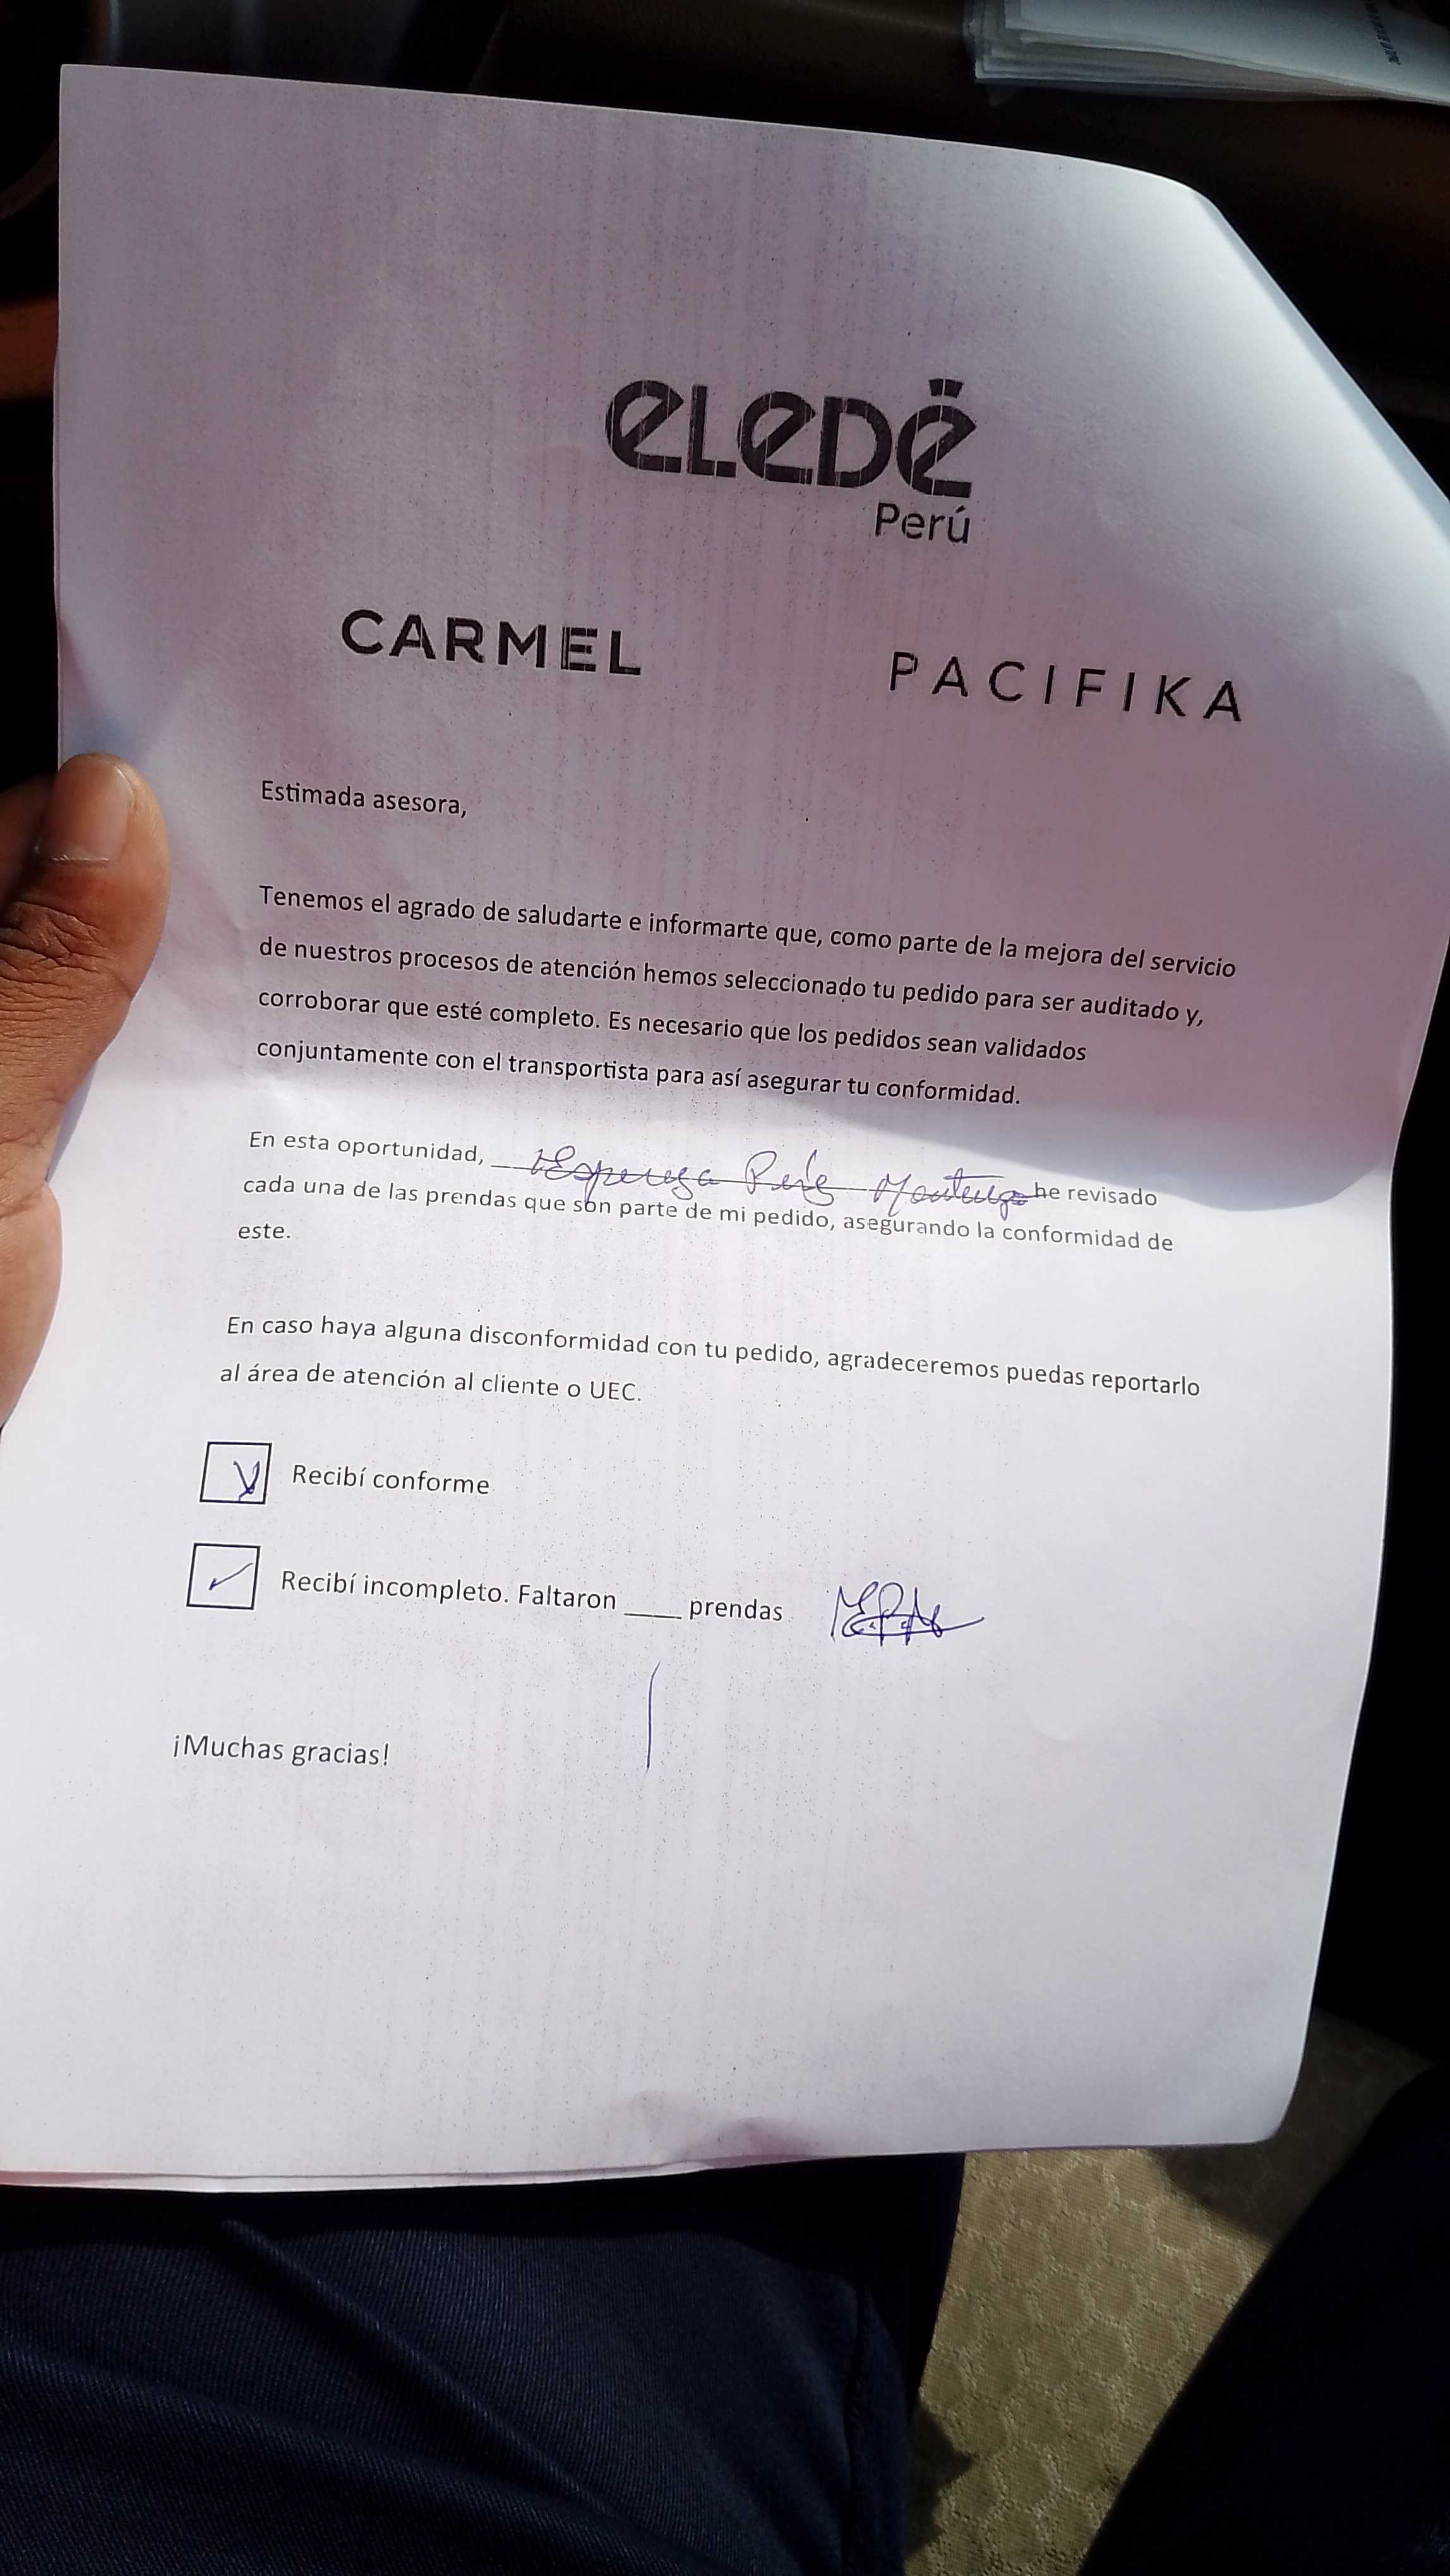 eLeDë
Perú
CARMEL PACIFIKA
Estimada asesora,
Tenemos el agrado de saludarte e informarte que, como parte de la mejora del servicio
de nuestros procesos de atención hemos seleccionado tu pedido para ser auditado y,
corroborar que esté completo. Es necesario que los pedidos sean validados
conjuntamente con el transportista para así asegurar tu conformidad.
En esta oportunidad, he revisado
cada una de las prendas que son parte de mi pedido, asegurando la conformidad de
este.
En caso haya alguna disconformidad con tu pedido, agradeceremos puedas reportarlo
al área de atención al cliente o UEC.
Recibí conforme
Recibí incompleto. Faltaron ____ prendas
¡Muchas gracias!